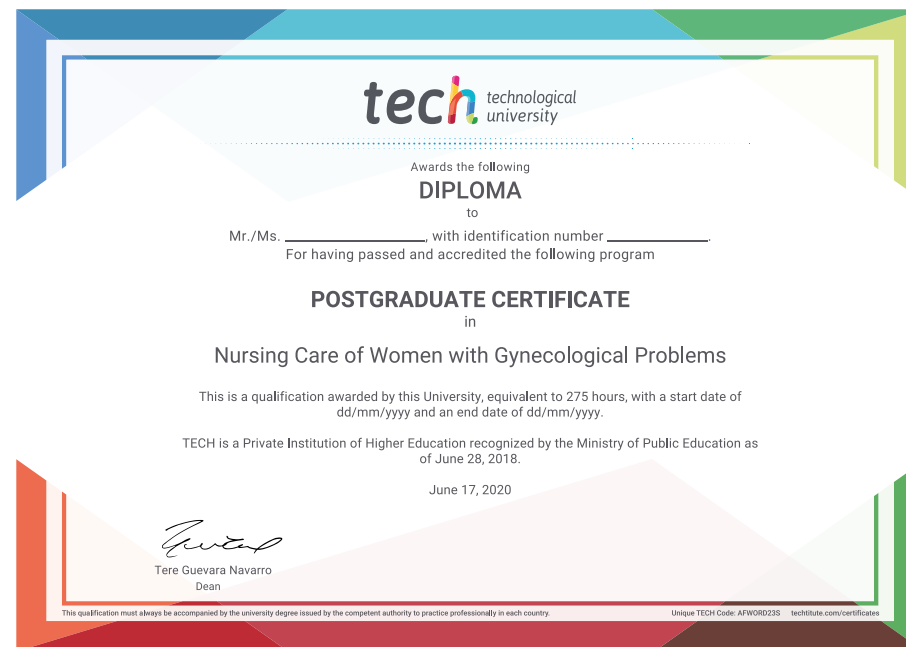 tech technological
university
Awards the following
DIPLOMA
to
Mr./Ms. ____________________, with identification number ______________.
For having passed and accredited the following program
POSTGRADUATE CERTIFICATE
in
Nursing Care of Women with Gynecological Problems
This is a qualification awarded by this University, equivalent to 275 hours, with a start date of
dd/mm/yyyy and an end date of dd/mm/yyyy.
TECH is a Private Institution of Higher Education recognized by the Ministry of Public Education as
of June 28, 2018.
June 17, 2020
Tere Guevara Navarro
Dean
This qualification must always be accompanied by the university degree issued by the competent authority to practice professionally in each country. Unique TECH Code: AFWORD23S techtitute.com/certificates